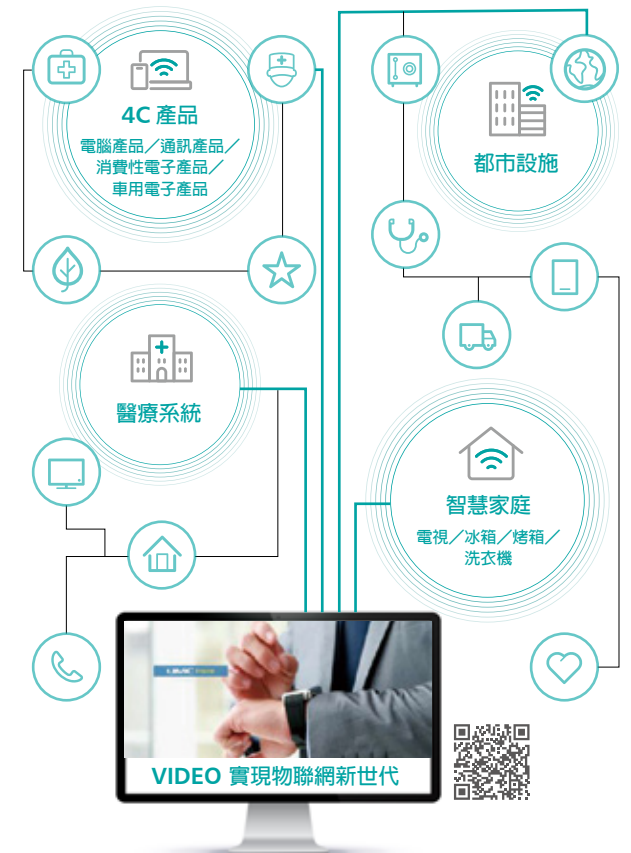 4C 產品
電腦產品／通訊產品／
消費性電子產品／
車用電子產品
都市設施
醫療系統
智慧家庭
電視／冰箱／烤箱／
洗衣機
VIDEO 實現物聯網新世代